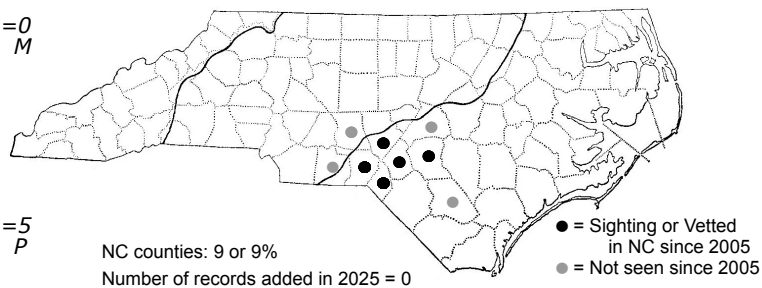 =0
M
=5
P
NC counties: 9 or 9%
Number of records added in 2025 = 0
= Sighting or Vetted
in NC since 2005
= Not seen since 2005